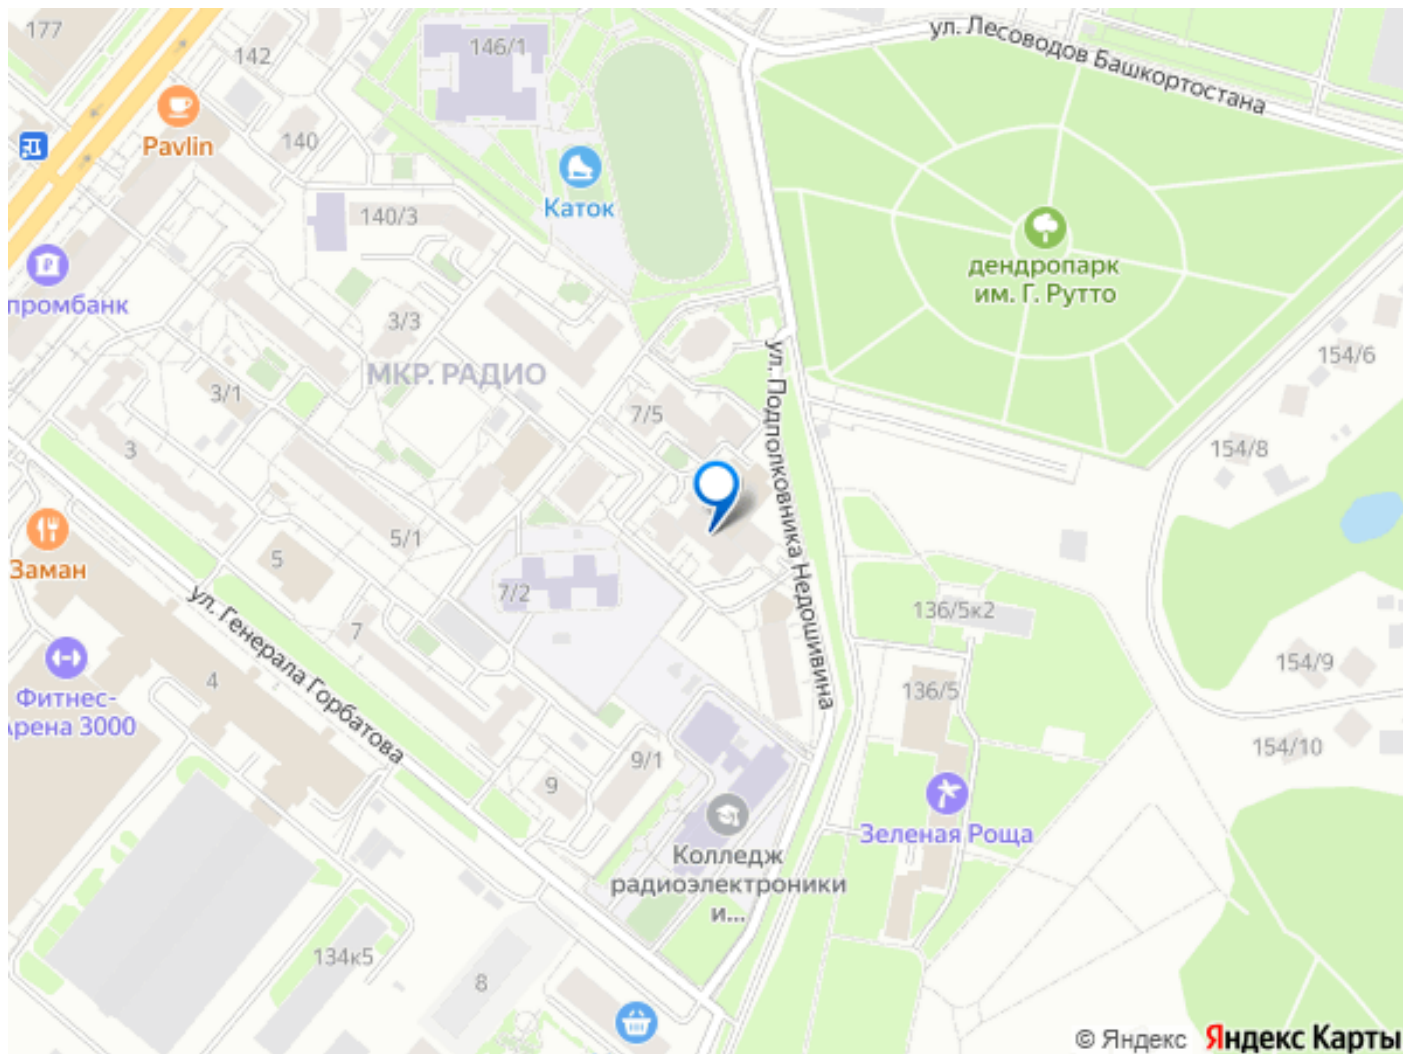 177
142
146/1
ул. Лесоводов Башкортостана
Pavlin
140
Каток
140/3
дендропарк
им. Г. Рутто
промбанк
3/3
МКР. РАДИО
154/6
3/1
7/5
ул. Подполковника Недошивина
154/8
3
5/1
Заман
5
7/2
ул. Генерала Горбатова
136/5к2
7
4
154/9
Фитнес-
Арена 3000
136/5
154/10
9/1
9
Зеленая Роща
Колледж
радиоэлектроники
и...
134к5
8
© Яндекс Яндекс Карты